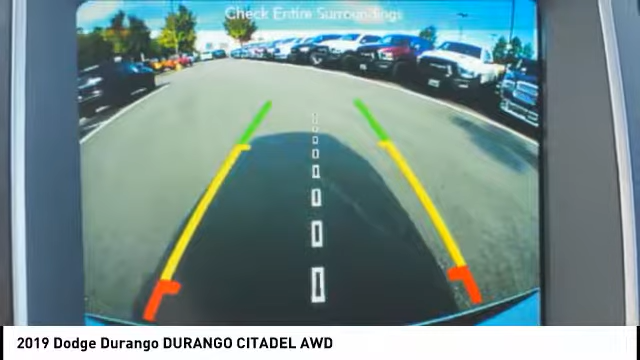 Check Entire Surroundings
2019 Dodge Durango DURANGO CITADEL AWD